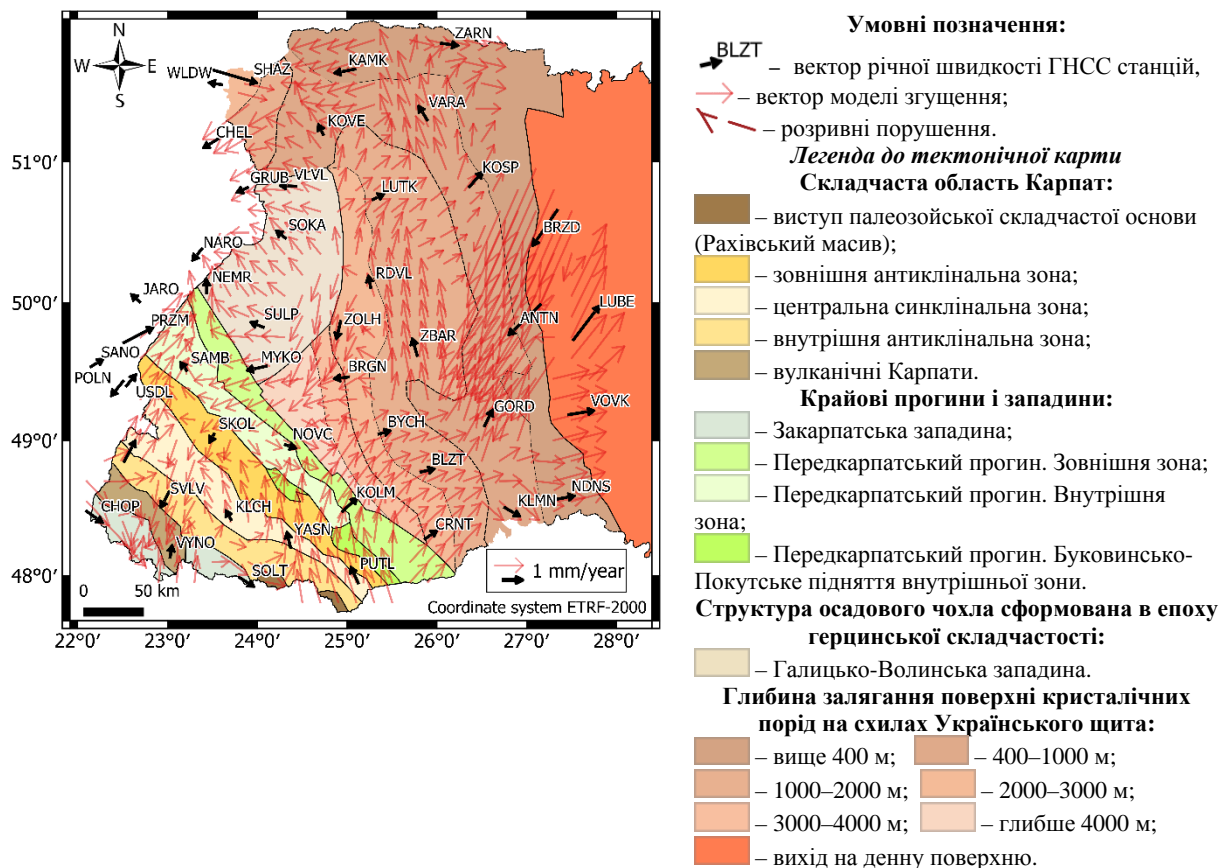 N
W
E
S
ZARN
WLDW
SHAZ
KAMK
VARA
CHEL
KOVE
51°0′
KOSP
GRUB
VLVL
LUTK
SOKA
BRZD
NARO
NEMR
RDVL
JARO
50°0′
LUBE
PRZM
SULP
ZOLH
ANTN
ZBAR
SANO
SAMB
MYKO
BRGN
POLN
USDL
GORD
VOVK
SKOL
BYCH
49°0′
NOVC
BLZT
NDNS
SVLV
KOLM
CHOP
KLCH
KLMN
YASN
CRNT
VYNO
PUTL
SOLT
48°0′
0 50 km
1 mm/year
Coordinate system ETRF-2000
22°0′ 23°0′ 24°0′ 25°0′ 26°0′ 27°0′ 28°0′
Умовні позначення:
BLZT
– вектор річної швидкості ГНСС станцій,
– вектор моделі згущення;
– розривні порушення.
Легенда до тектонічної карти
Складчаста область Карпат:
– виступ палеозойської складчастої основи
(Рахівський масив);
– зовнішня антиклінальна зона;
– центральна синклінальна зона;
– внутрішня антиклінальна зона;
– вулканічні Карпати.
Крайові прогини і западини:
– Закарпатська западина;
– Передкарпатський прогин. Зовнішня зона;
– Передкарпатський прогин. Внутрішня
зона;
– Передкарпатський прогин. Буковинсько-
Покутське підняття внутрішньої зони.
Структура осадового чохла сформована в епоху
герцинської складчастості:
– Галицько-Волинська западина.
Глибина залягання поверхні кристалічних
порід на схилах Українського щита:
– вище 400 м; – 400–1000 м;
– 1000–2000 м; – 2000–3000 м;
– 3000–4000 м; – глибше 4000 м;
– вихід на денну поверхню.